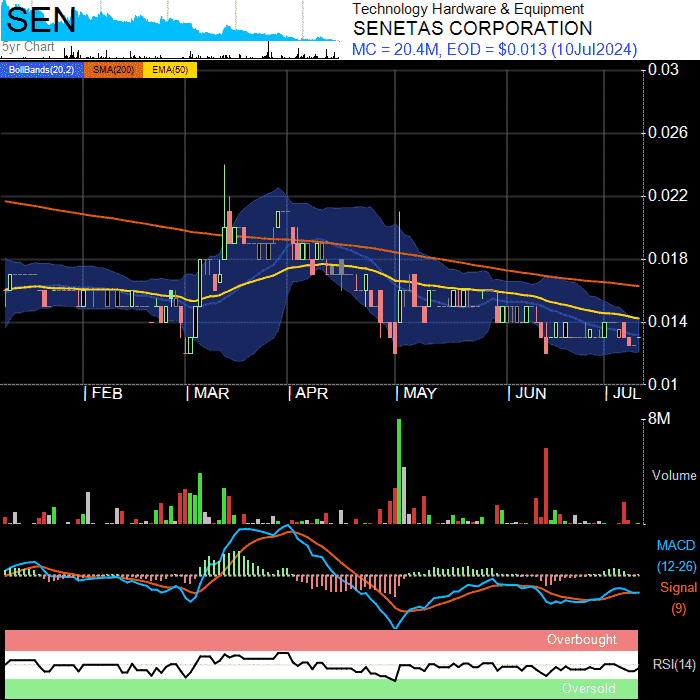 SEN
5yr Chart
Technology Hardware & Equipment
SENETAS CORPORATION
MC = 20.4M, EOD = $0.013 (10Jul2024)
BollBands(20,2) SMA(200) EMA(50)
0.03
0.026
0.022
0.018
0.014
0.01
FEB MAR APR MAY JUN JUL
8M
Volume
MACD
(12-26)
Signal
(9)
Overbought
RSI(14)
Oversold